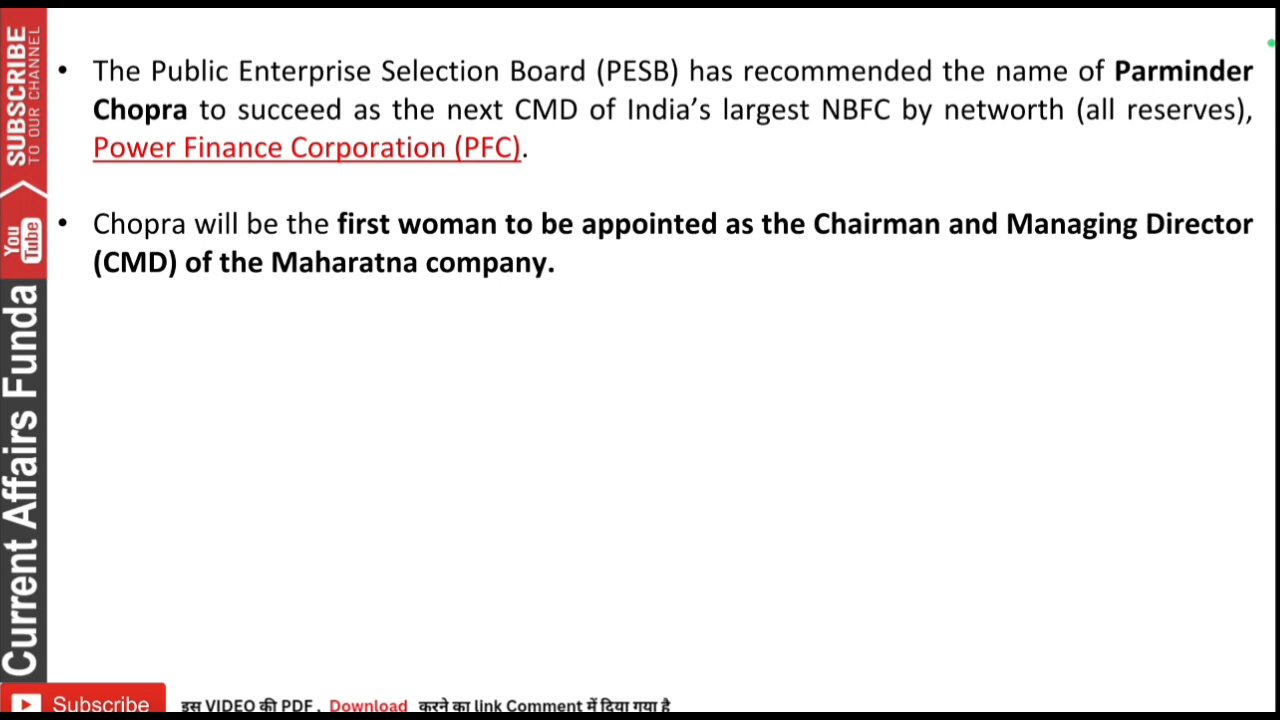 SUBSCRIBE
TO OUR CHANNEL
You
Tube
Current Affairs Funda
• The Public Enterprise Selection Board (PESB) has recommended the name of Parminder
Chopra to succeed as the next CMD of India’s largest NBFC by networth (all reserves),
Power Finance Corporation (PFC).
• Chopra will be the first woman to be appointed as the Chairman and Managing Director
(CMD) of the Maharatna company.
Subscribe
इस VIDEO की PDF , Download करने का link Comment में दिया गया है